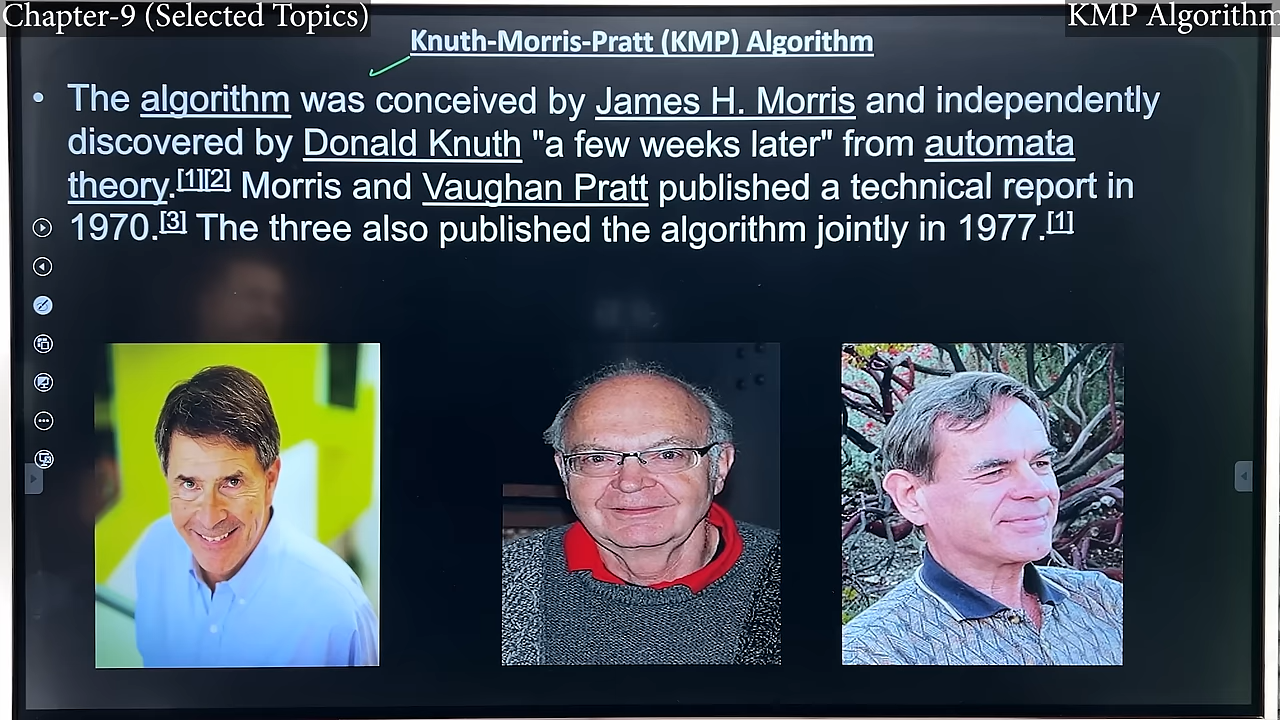 Chapter-9 (Selected Topics)
KMP Algorithm
Knuth-Morris-Pratt (KMP) Algorithm
• The algorithm was conceived by James H. Morris and independently
discovered by Donald Knuth "a few weeks later" from automata
theory.[1][2] Morris and Vaughan Pratt published a technical report in
1970.[3] The three also published the algorithm jointly in 1977.[1]